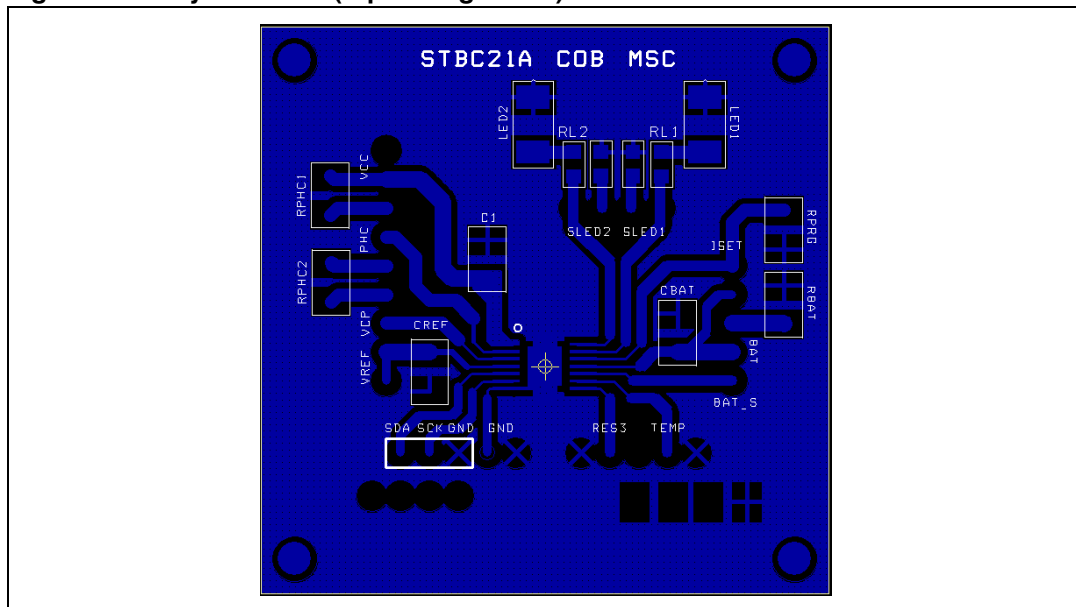 STBC21A COB MSC
LED2
LED1
RL2
RL1
VCC
RPHC1
C1
RPRG
SLED2 SLED1
PHC
ISET
RPHC2
CBAT
RBAT
VCP
CREF
VREF
BAT
BAT_S
SDA SCK GND GND
RES3 TEMP